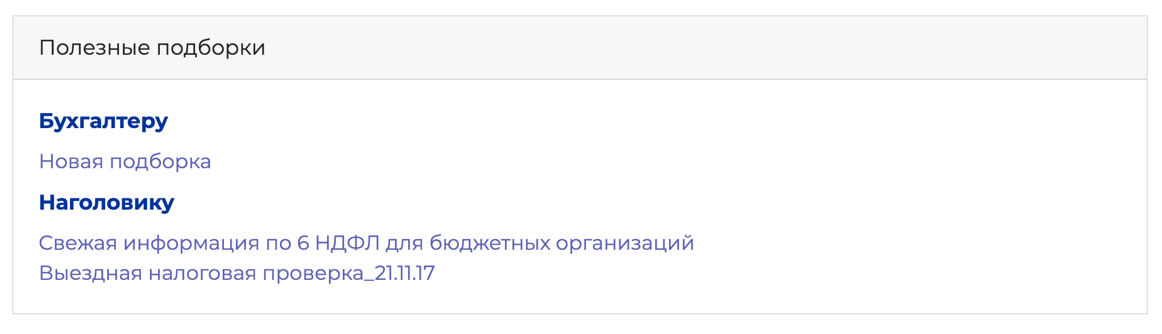 Полезные подборки
Бухгалтеру
Новая подборка
Наголовику
Свежая информация по 6 НДФЛ для бюджетных организаций
Выездная налоговая проверка_21.11.17